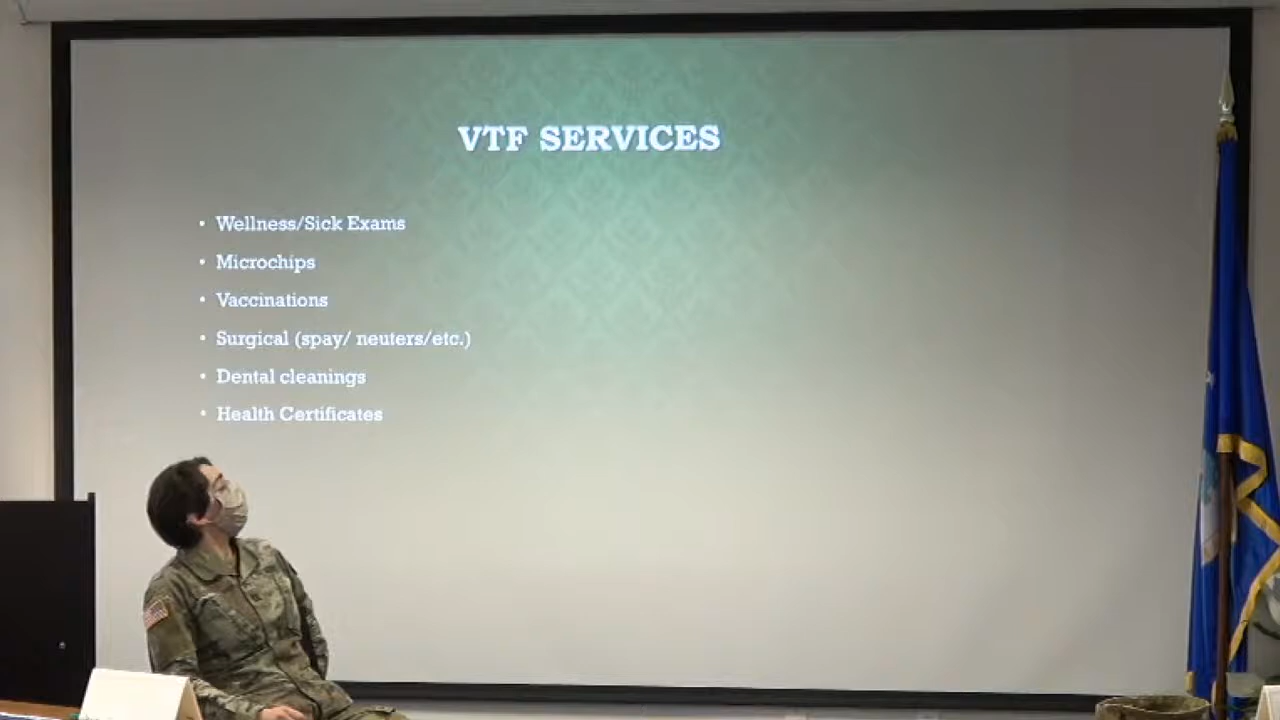 VTF SERVICES
• Wellness/Sick Exams
• Microchips
• Vaccinations
• Surgical (spay/ neuters/etc.)
• Dental cleanings
• Health Certificates